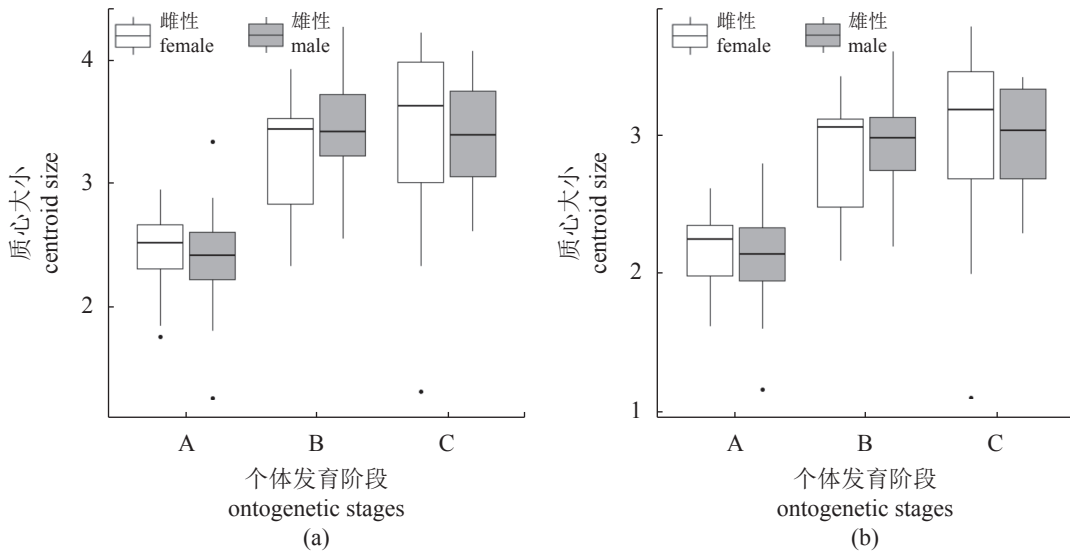 雌性
female
雄性
male
4
3
2
质心大小
centroid size
A
B
C
个体发育阶段
ontogenetic stages
(a)
雌性
female
雄性
male
3
2
1
质心大小
centroid size
A
B
C
个体发育阶段
ontogenetic stages
(b)